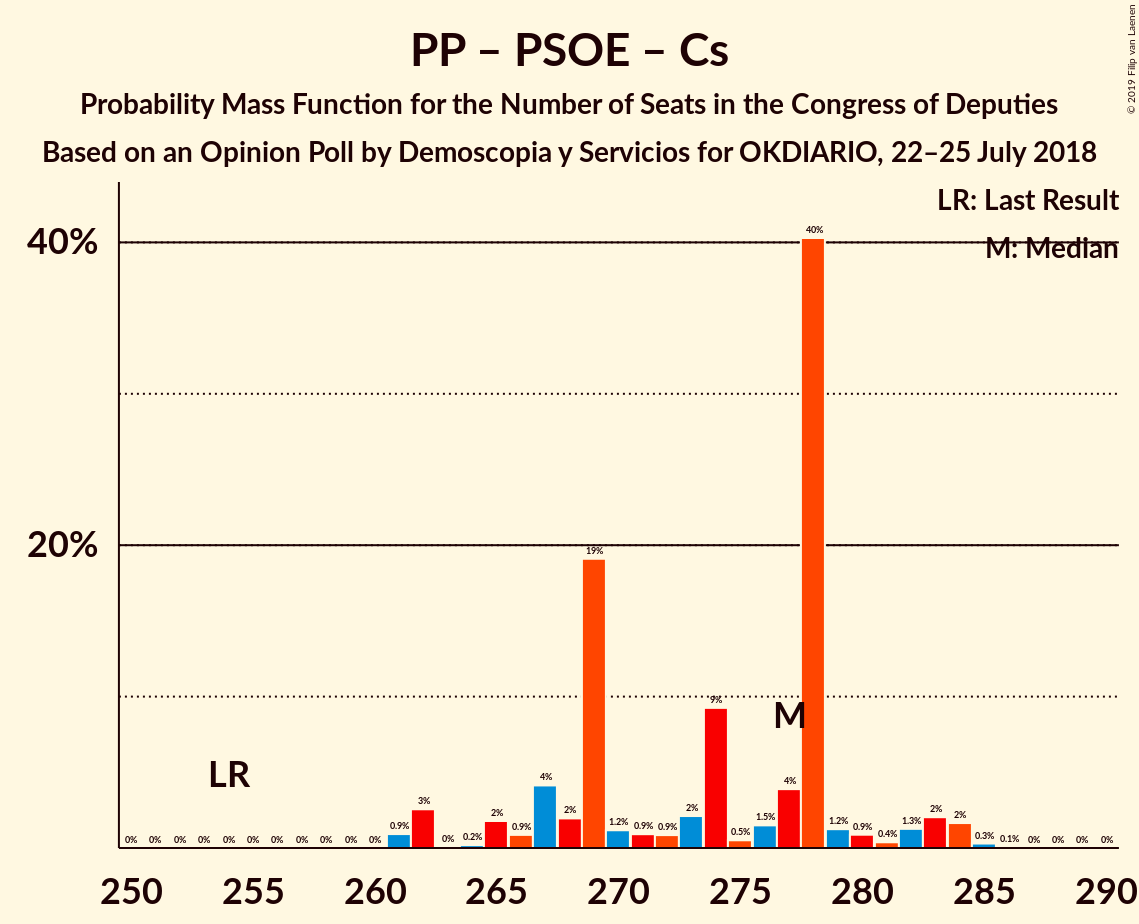 PP – PSOE – Cs
Probability Mass Function for the Number of Seats in the Congress of Deputies
Based on an Opinion Poll by Demoscopia y Servicios for OKDIARIO, 22–25 July 2018
© 2019 Filip van Laenen
LR: Last Result
M: Median
40%
20%
LR
M
0% 0% 0% 0% 0% 0% 0% 0% 0% 0% 0% 0.9% 3% 0% 0.2% 2% 0.9% 4% 2% 19% 1.2% 0.9% 0.9% 2% 9% 0.5% 1.5% 4% 40% 1.2% 0.9% 0.4% 1.3% 2% 2% 0.3% 0.1% 0% 0% 0% 0%
250 255 260 265 270 275 280 285 290